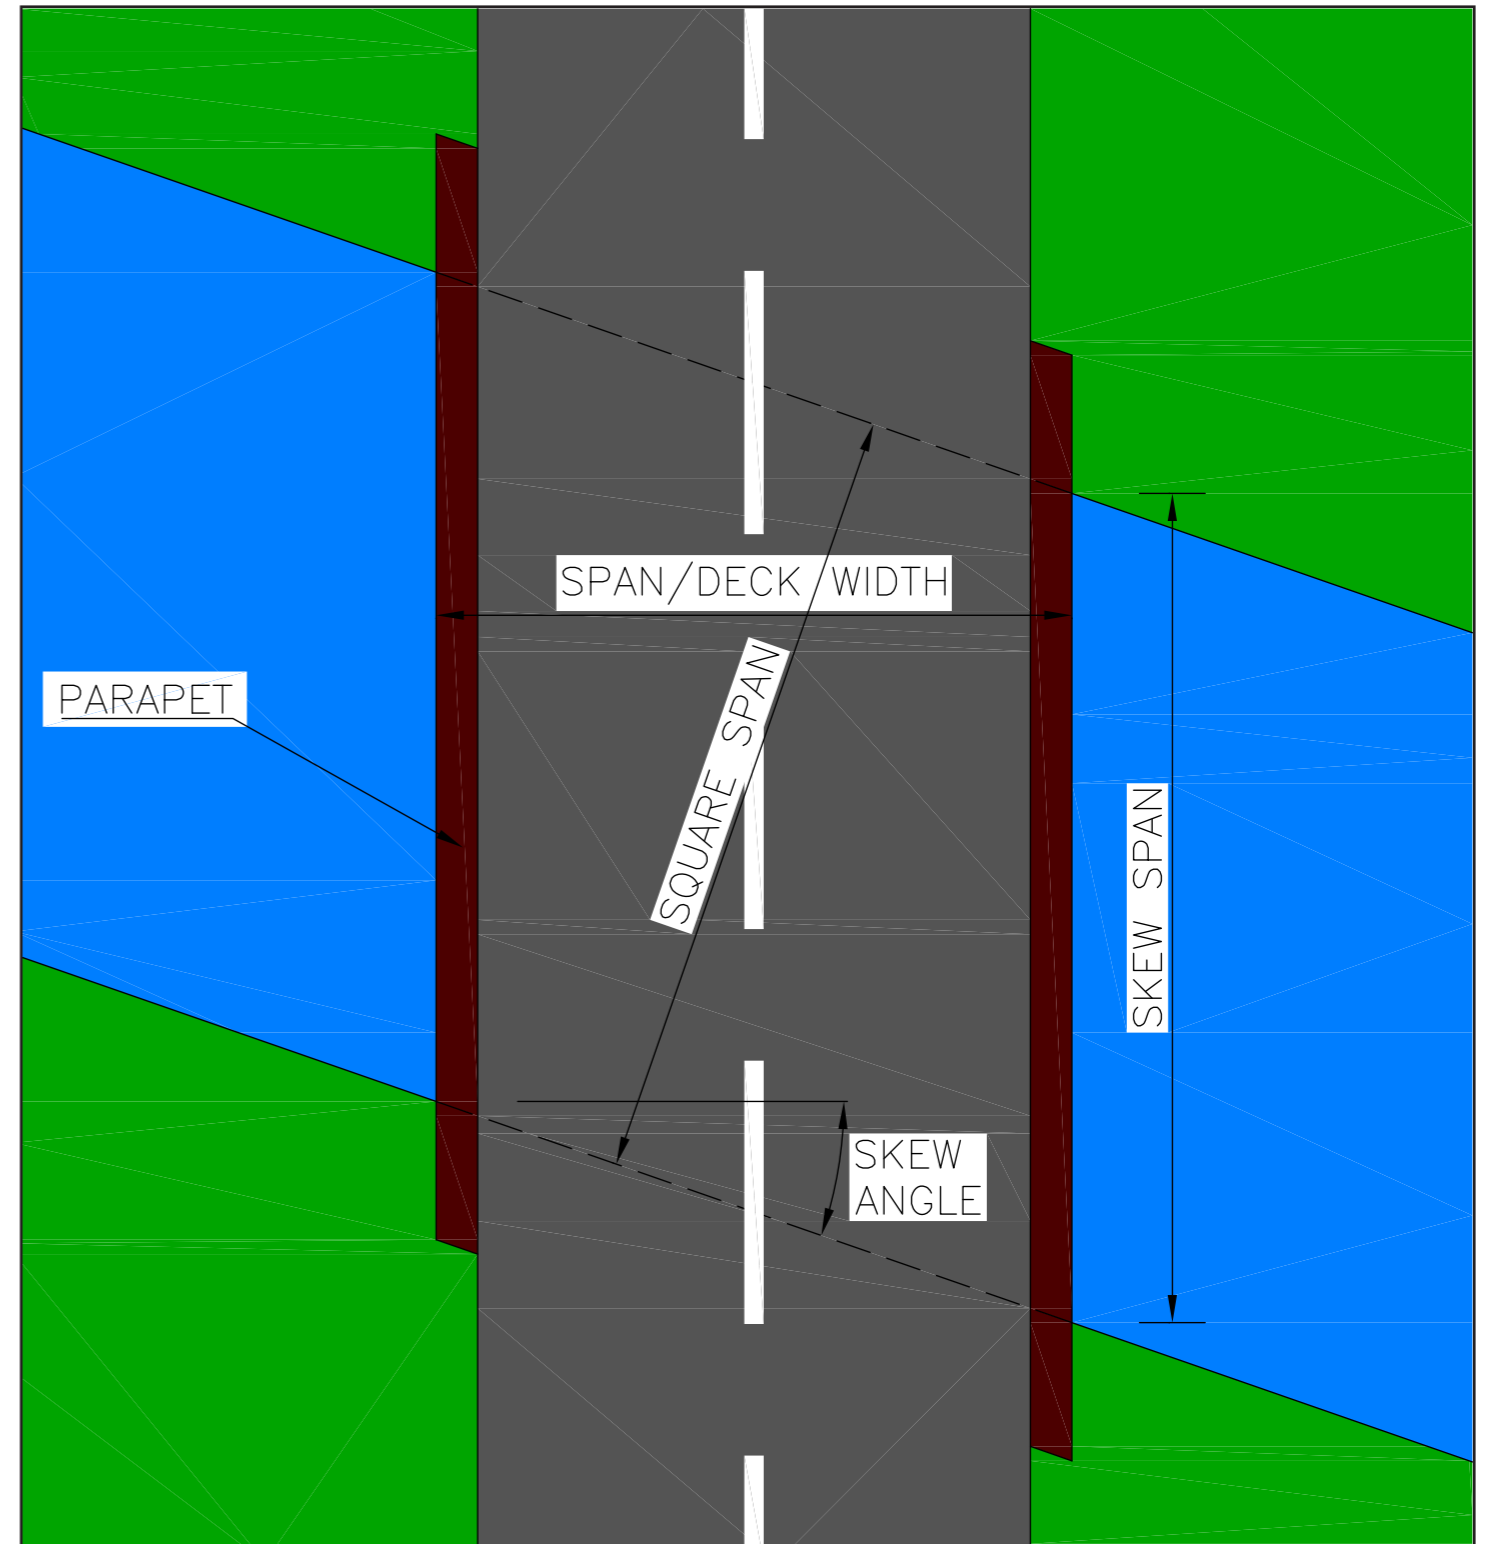 SPAN/DECK WIDTH
SQUARE SPAN
PARAPET
SKEW SPAN
SKEW
ANGLE